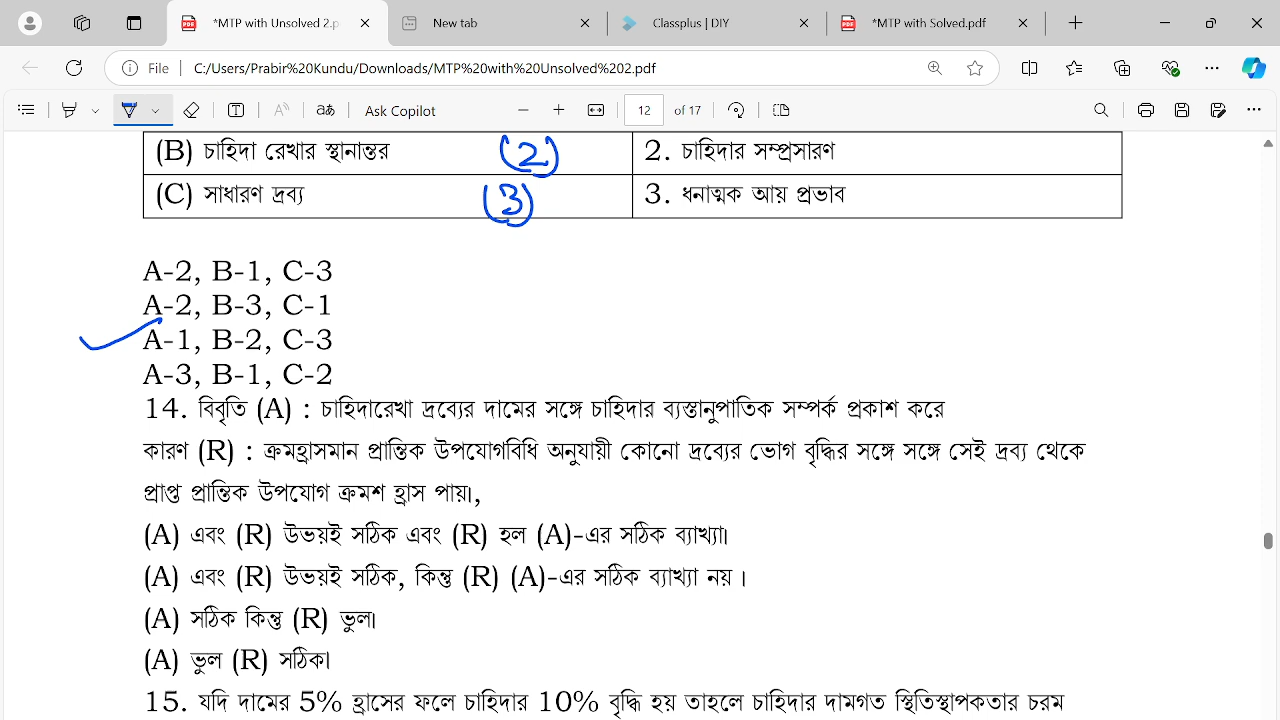 *MTP with Unsolved 2.p
New tab
Classplus | DIY
*MTP with Solved.pdf
File | C:/Users/Prabir%20Kundu/Downloads/MTP%20with%20Unsolved%202.pdf
Ask Copilot
12 of 17
(B) চাহিদা রেখার স্থানান্তর (2) 2. চাহিদার সম্প্রসারণ
(C) সাধারণ দ্রব্য (3) 3. ধনাত্মক আয় প্রভাব
A-2, B-1, C-3
A-2, B-3, C-1
A-1, B-2, C-3
A-3, B-1, C-2
14. বিবৃতি (A) : চাহিদারেখা দ্রব্যের দামের সঙ্গে চাহিদার ব্যস্তানুপাতিক সম্পর্ক প্রকাশ করে
কারণ (R) : ক্রমহ্রাসমান প্রান্তিক উপযোগবিধি অনুযায়ী কোনো দ্রব্যের ভোগ বৃদ্ধির সঙ্গে সঙ্গে সেই দ্রব্য থেকে
প্রাপ্ত প্রান্তিক উপযোগ ক্রমশ হ্রাস পায়।,
(A) এবং (R) উভয়ই সঠিক এবং (R) হল (A)-এর সঠিক ব্যাখ্যা।
(A) এবং (R) উভয়ই সঠিক, কিন্তু (R) (A)-এর সঠিক ব্যাখ্যা নয় ।
(A) সঠিক কিন্তু (R) ভুল।
(A) ভুল (R) সঠিক।
15. যদি দামের 5% হ্রাসের ফলে চাহিদার 10% বৃদ্ধি হয় তাহলে চাহিদার দামগত স্থিতিস্থাপকতার চরম